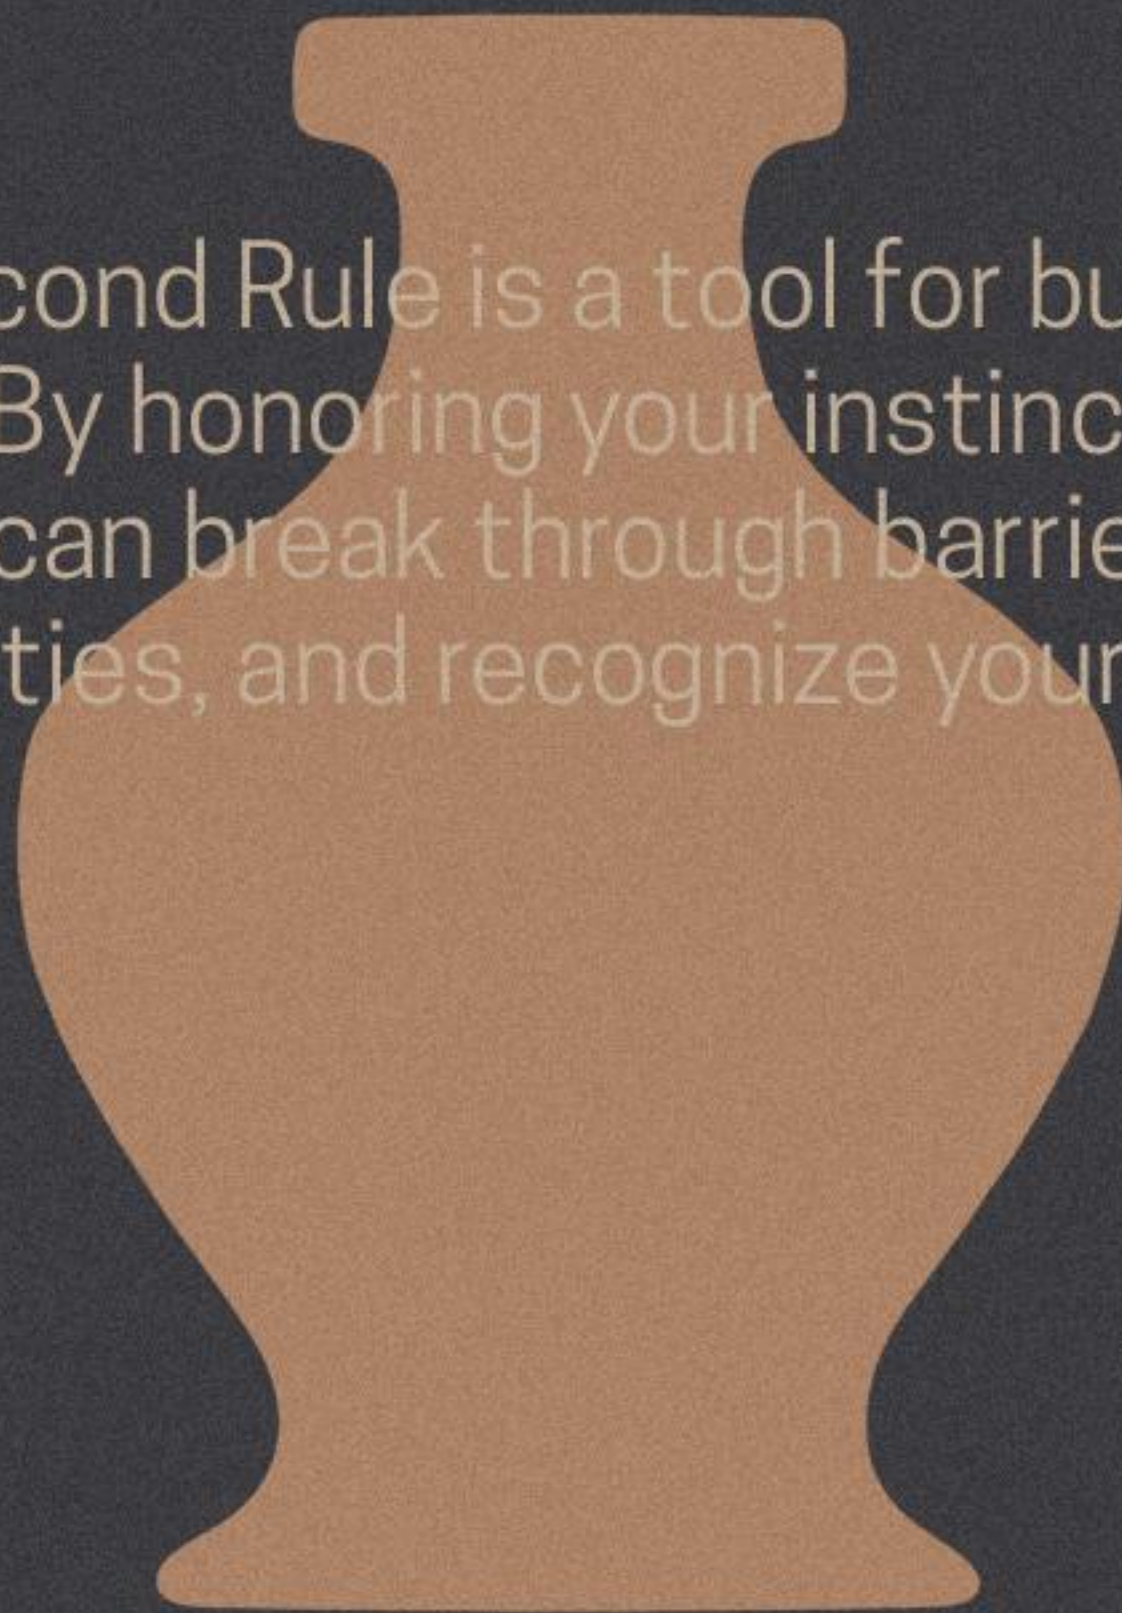 cond Rule is a tool for bu
By honoring your instinc
can break through barrie
ties, and recognize your